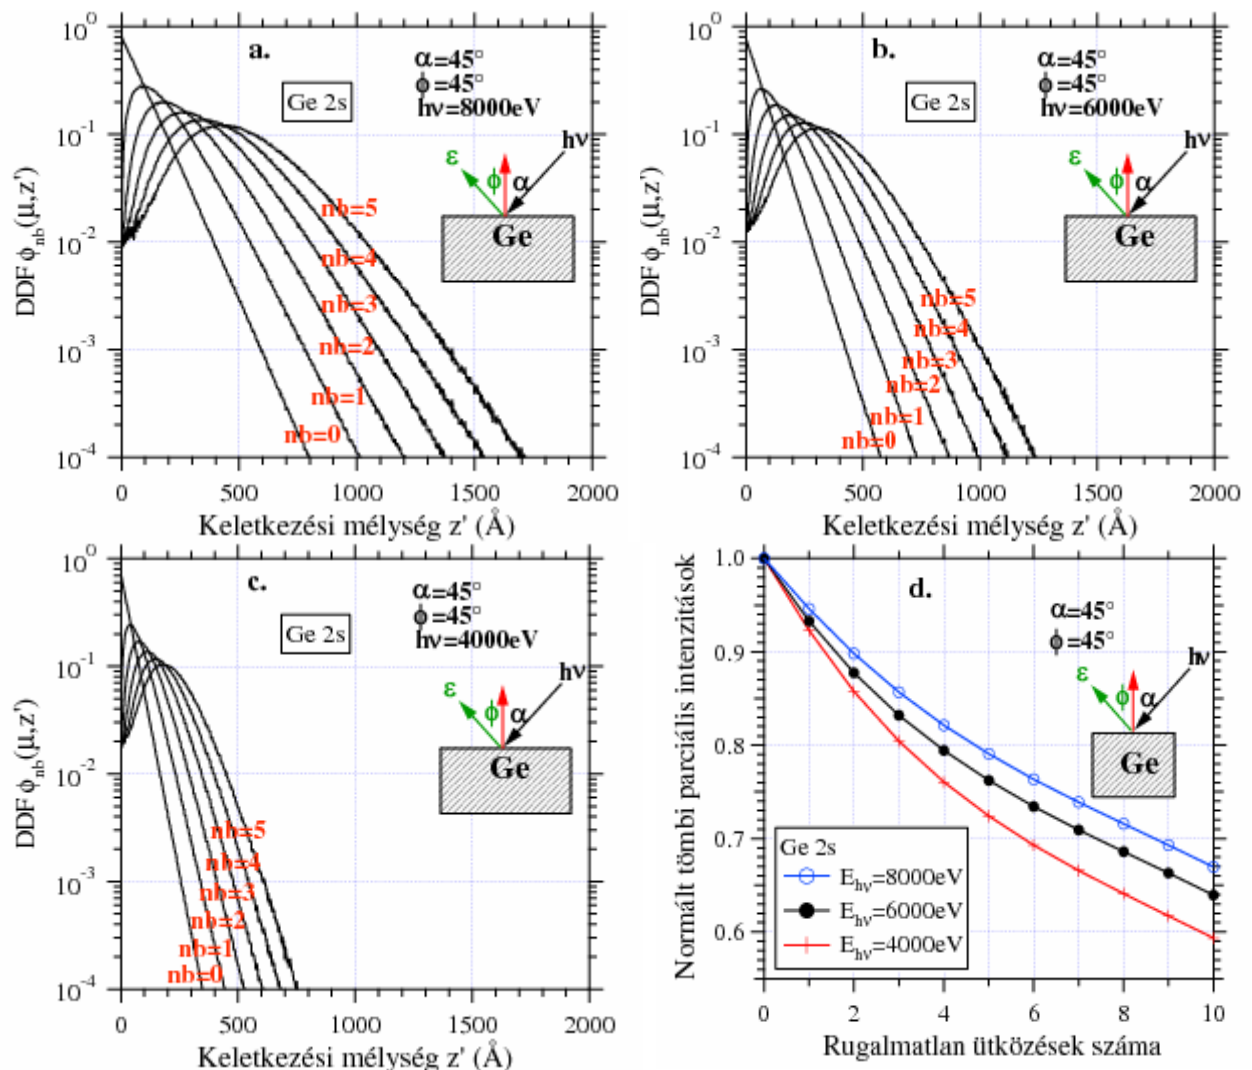 a.
α=45°
ϕ=45°
hν=8000eV
Ge 2s
hν
ε
ϕ
α
Ge
nb=5
nb=4
nb=3
nb=2
nb=1
nb=0
DDF ϕnb(μ,z')
10⁰
10⁻¹
10⁻²
10⁻³
10⁻⁴
0 500 1000 1500 2000
Keletkezési mélység z' (Å)
b.
α=45°
ϕ=45°
hν=6000eV
Ge 2s
hν
ε
ϕ
α
Ge
nb=5
nb=4
nb=3
nb=2
nb=1
nb=0
DDF ϕnb(μ,z')
10⁰
10⁻¹
10⁻²
10⁻³
10⁻⁴
0 500 1000 1500 2000
Keletkezési mélység z' (Å)
c.
α=45°
ϕ=45°
hν=4000eV
Ge 2s
hν
ε
ϕ
α
Ge
nb=5
nb=4
nb=3
nb=2
nb=1
nb=0
DDF ϕnb(μ,z')
10⁰
10⁻¹
10⁻²
10⁻³
10⁻⁴
0 500 1000 1500 2000
Keletkezési mélység z' (Å)
d.
α=45°
ϕ=45°
hν
ε
ϕ
α
Ge
Normált tömbi parciális intenzitások
1.0
0.9
0.8
0.7
0.6
Ge 2s
Ehν=8000eV
Ehν=6000eV
Ehν=4000eV
0 2 4 6 8 10
Rugalmatlan ütközések száma